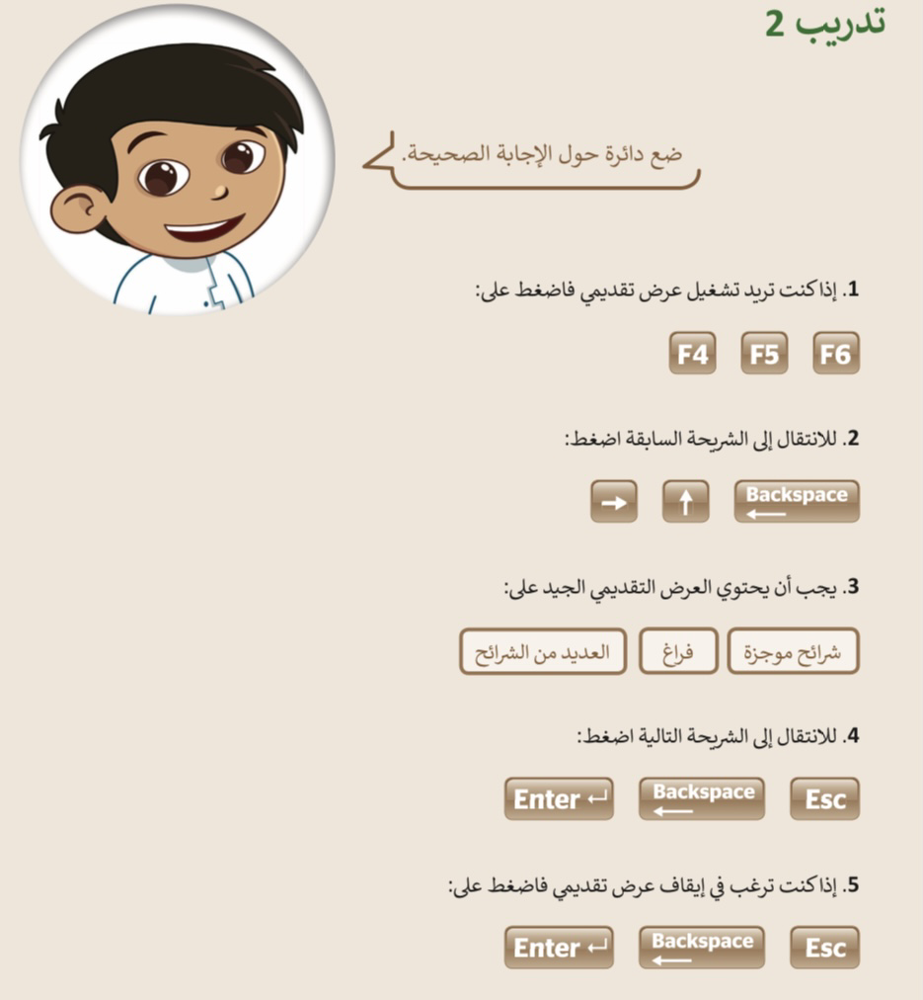 تدريب 2
ضع دائرة حول الإجابة الصحيحة.
1. إذا كنت تريد تشغيل عرض تقديمي فاضغط على:
F6 F5 F4
2. للانتقال إلى الشريحة السابقة اضغط:
Backspace ← ↑ →
3. يجب أن يحتوي العرض التقديمي الجيد على:
شرائح موجزة فراغ العديد من الشرائح
4. للانتقال إلى الشريحة التالية اضغط:
Esc Backspace ← Enter ↵
5. إذا كنت ترغب في إيقاف عرض تقديمي فاضغط على:
Esc Backspace ← Enter ↵